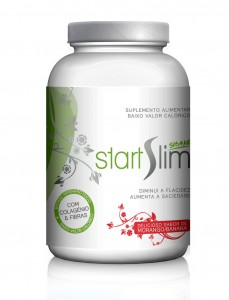 SUPLEMENTO ALIMENTAR
BAIXO VALOR CALÓRICO
start Slim
COM
COLÁGENO
& FIBRAS
DIMINUI A FLACIDEZ
AUMENTA A SACIEDADE
DELICIOSO SABOR DE
MORANGO/BANANA